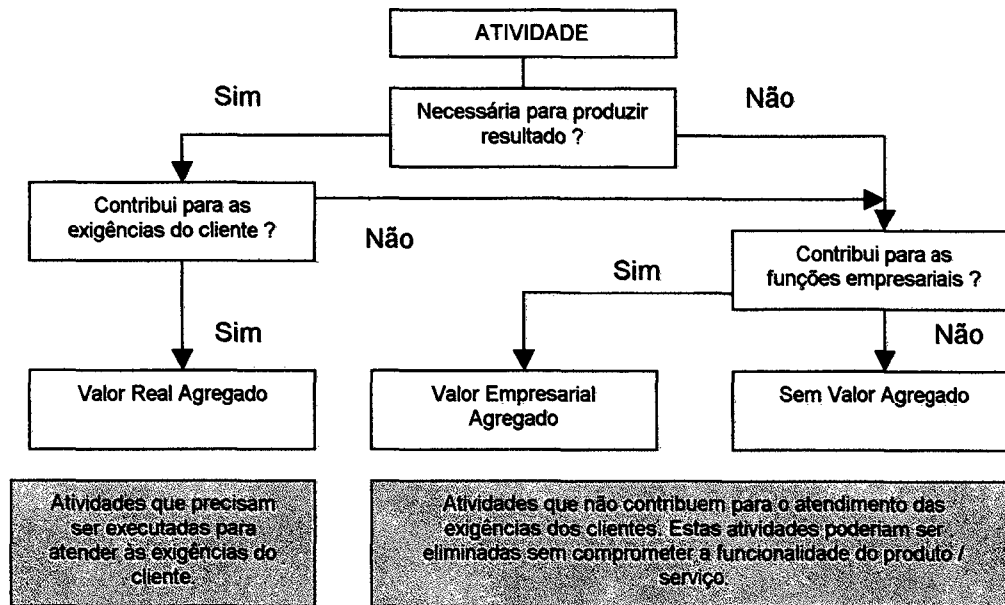 ATIVIDADE
Sim
Não
Necessária para produzir
resultado ?
Contribui para as
exigências do cliente ?
Não
Contribui para as
funções empresariais ?
Sim
Sim
Não
Valor Real Agregado
Valor Empresarial
Agregado
Sem Valor Agregado
Atividades que precisam
ser executadas para
atender às exigências do
cliente.
Atividades que não contribuem para o atendimento das
exigências dos clientes. Estas atividades poderiam ser
eliminadas sem comprometer a funcionalidade do produto /
serviço.